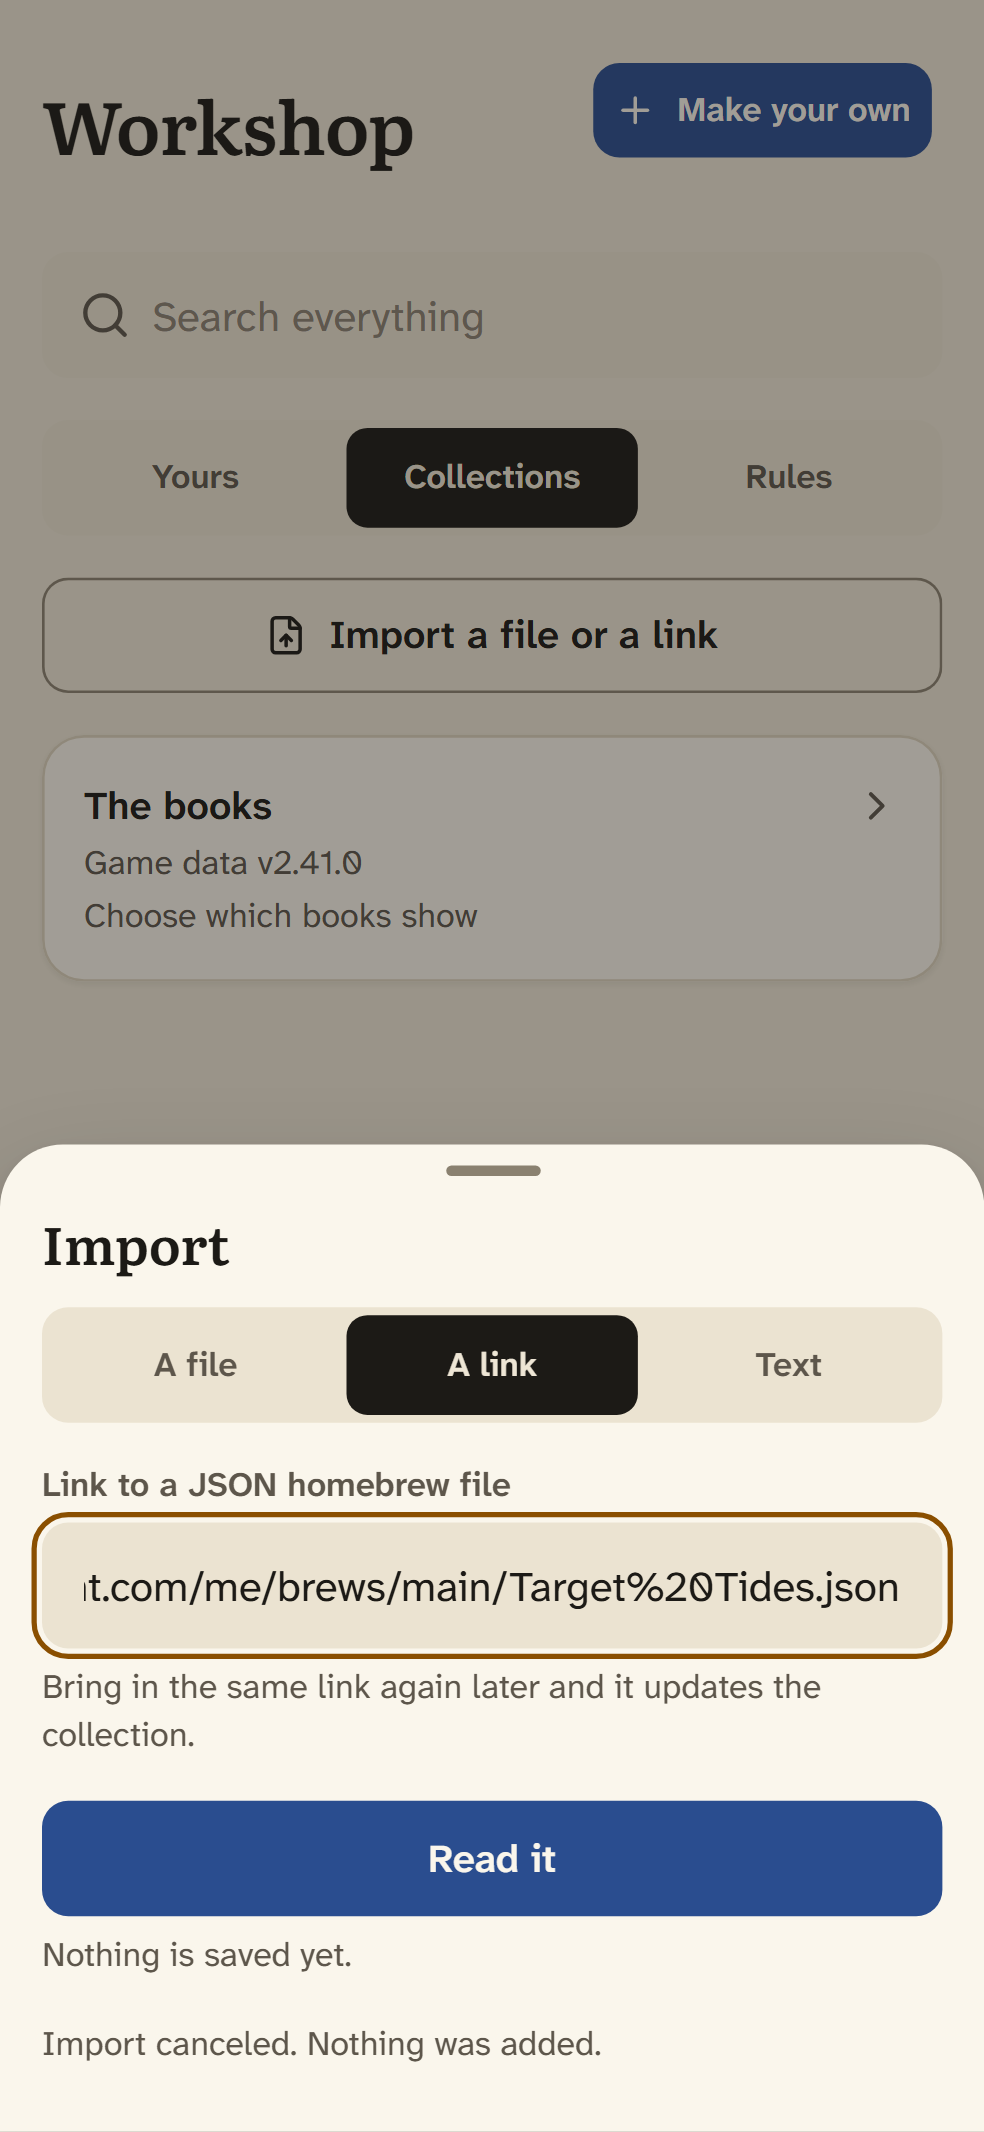 Workshop
Make your own
Search everything
Yours
Collections
Rules
Import a file or a link
The books
Game data v2.41.0
Choose which books show
Import
A file
A link
Text
Link to a JSON homebrew file
t.com/me/brews/main/Target%20Tides.json
Bring in the same link again later and it updates the
collection.
Read it
Nothing is saved yet.
Import canceled. Nothing was added.